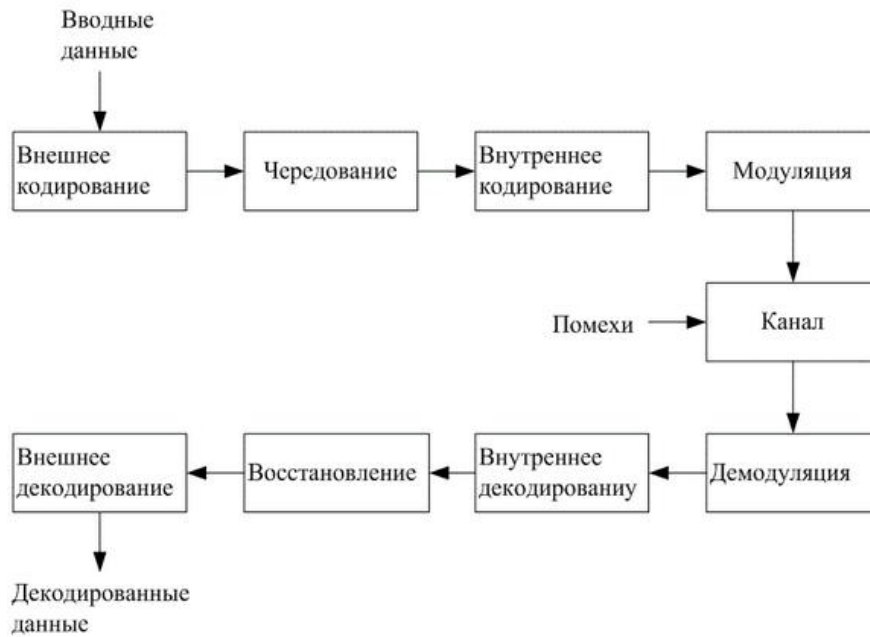 Вводные
данные
Внешнее
кодирование
Чередование
Внутреннее
кодирование
Модуляция
Помехи
Канал
Внешнее
декодирование
Восстановление
Внутреннее
декодированиу
Демодуляция
Декодированные
данные